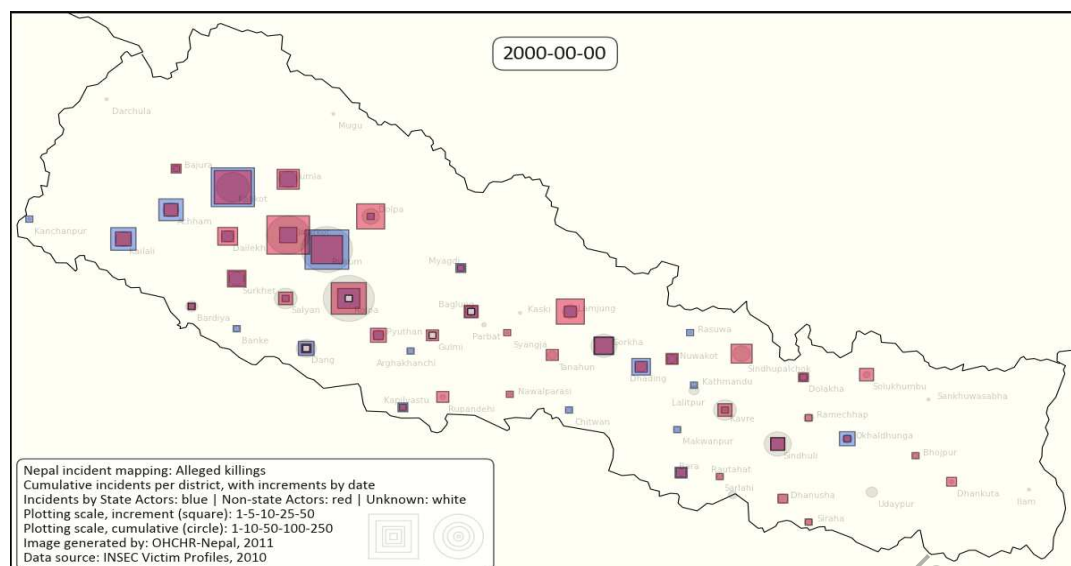 2000-00-00
Darchula
Mugu
Bajura
Jumla
Kalikot
Dolpa
Achham
Kanchanpur
Kailali
Dailekh
Rukum
Myagdi
Surkhet
Salyan
Rolpa
Baglung
Kaski
Lamjung
Bardiya
Banke
Pyuthan
Gulmi
Parbat
Syangja
Gorkha
Rasuwa
Dang
Arghakhanchi
Tanahun
Dhading
Nuwakot
Sindhupalchok
Kathmandu
Dolakha
Solukhumbu
Kapilvastu
Rupandehi
Nawalparasi
Chitwan
Lalitpur
Kavre
Ramechhap
Sankhuwasabha
Makwanpur
Sindhuli
Okhaldhunga
Bhojpur
Bara
Rautahat
Sarlahi
Dhanusha
Udaypur
Dhankuta
Ilam
Siraha
Nepal incident mapping: Alleged killings
Cumulative incidents per district, with increments by date
Incidents by State Actors: blue | Non-state Actors: red | Unknown: white
Plotting scale, increment (square): 1-5-10-25-50
Plotting scale, cumulative (circle): 1-10-50-100-250
Image generated by: OHCHR-Nepal, 2011
Data source: INSEC Victim Profiles, 2010